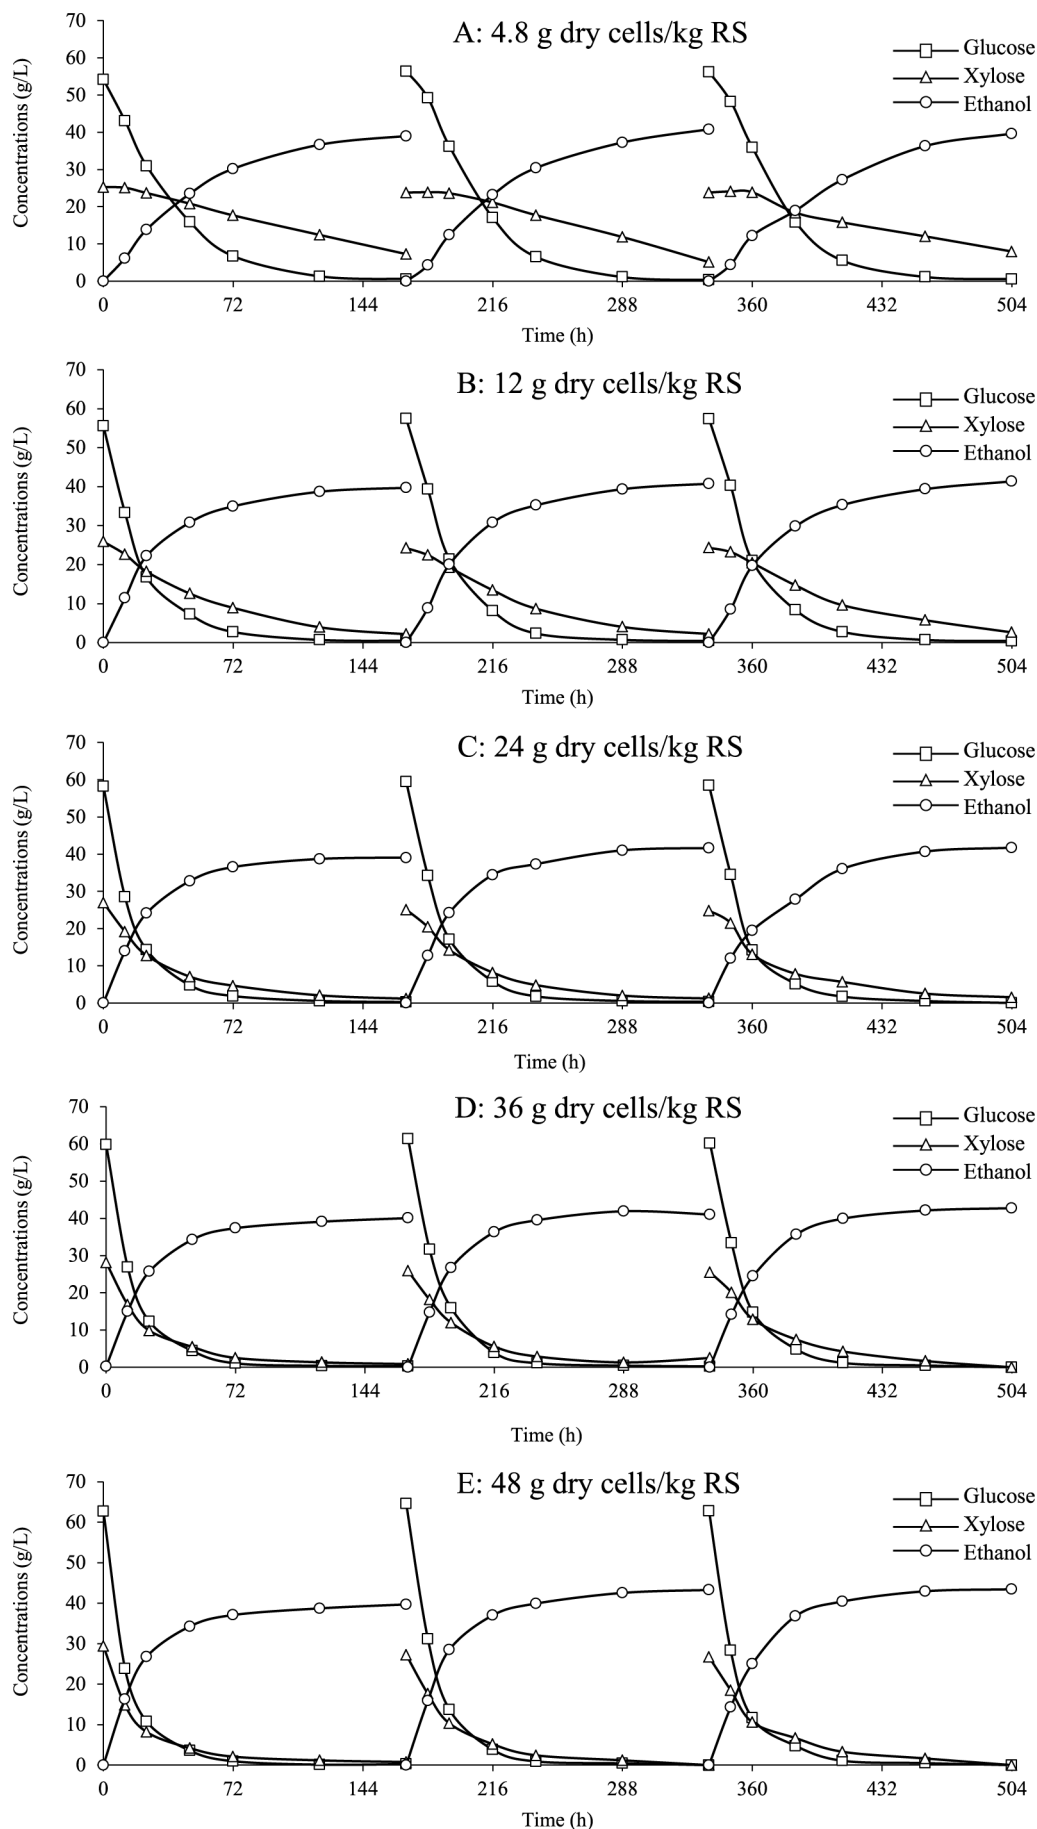 A: 4.8 g dry cells/kg RS
Concentrations (g/L)
70
60
50
40
30
20
10
0
Glucose
Xylose
Ethanol
0 72 144 216 288 360 432 504
Time (h)
B: 12 g dry cells/kg RS
Concentrations (g/L)
70
60
50
40
30
20
10
0
Glucose
Xylose
Ethanol
0 72 144 216 288 360 432 504
Time (h)
C: 24 g dry cells/kg RS
Concentrations (g/L)
70
60
50
40
30
20
10
0
Glucose
Xylose
Ethanol
0 72 144 216 288 360 432 504
Time (h)
D: 36 g dry cells/kg RS
Concentrations (g/L)
70
60
50
40
30
20
10
0
Glucose
Xylose
Ethanol
0 72 144 216 288 360 432 504
Time (h)
E: 48 g dry cells/kg RS
Concentrations (g/L)
70
60
50
40
30
20
10
0
Glucose
Xylose
Ethanol
0 72 144 216 288 360 432 504
Time (h)